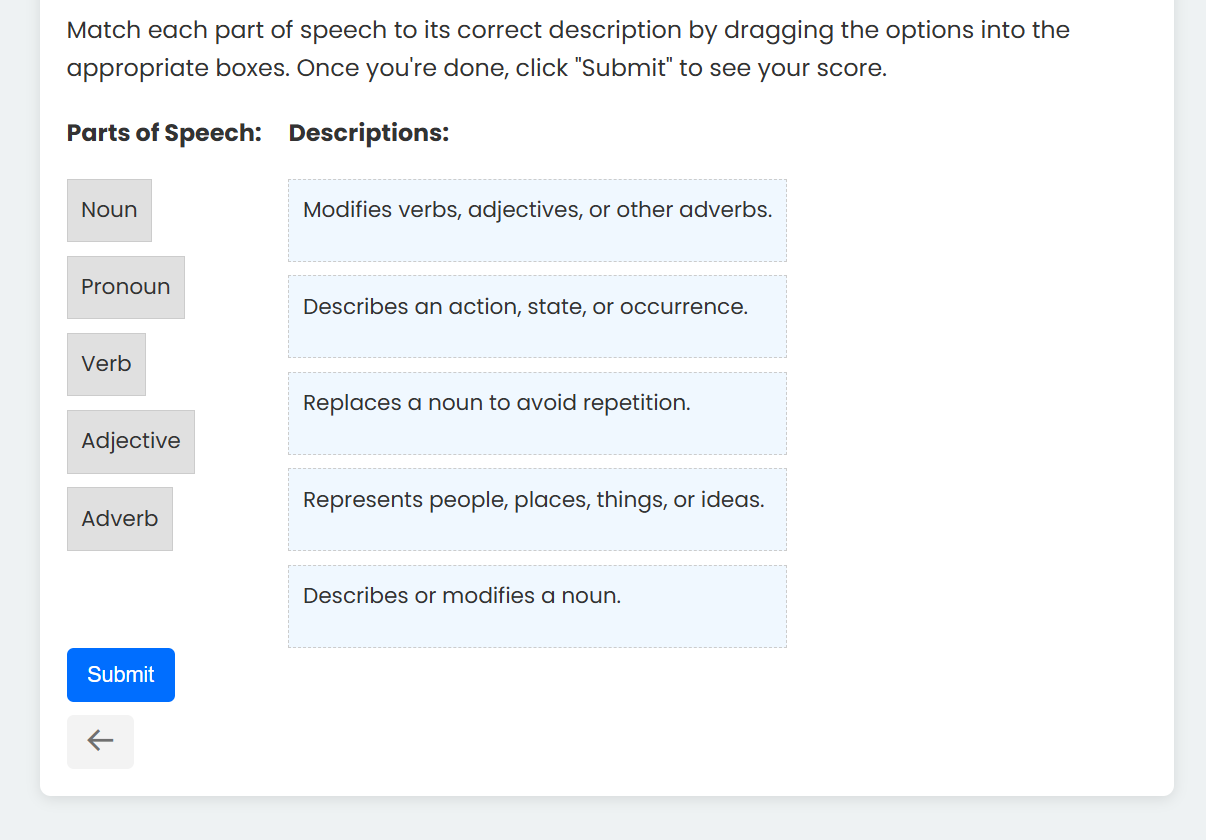 Match each part of speech to its correct description by dragging the options into the
appropriate boxes. Once you're done, click "Submit" to see your score.
Parts of Speech:
Noun
Pronoun
Verb
Adjective
Adverb
Descriptions:
Modifies verbs, adjectives, or other adverbs.
Describes an action, state, or occurrence.
Replaces a noun to avoid repetition.
Represents people, places, things, or ideas.
Describes or modifies a noun.
Submit